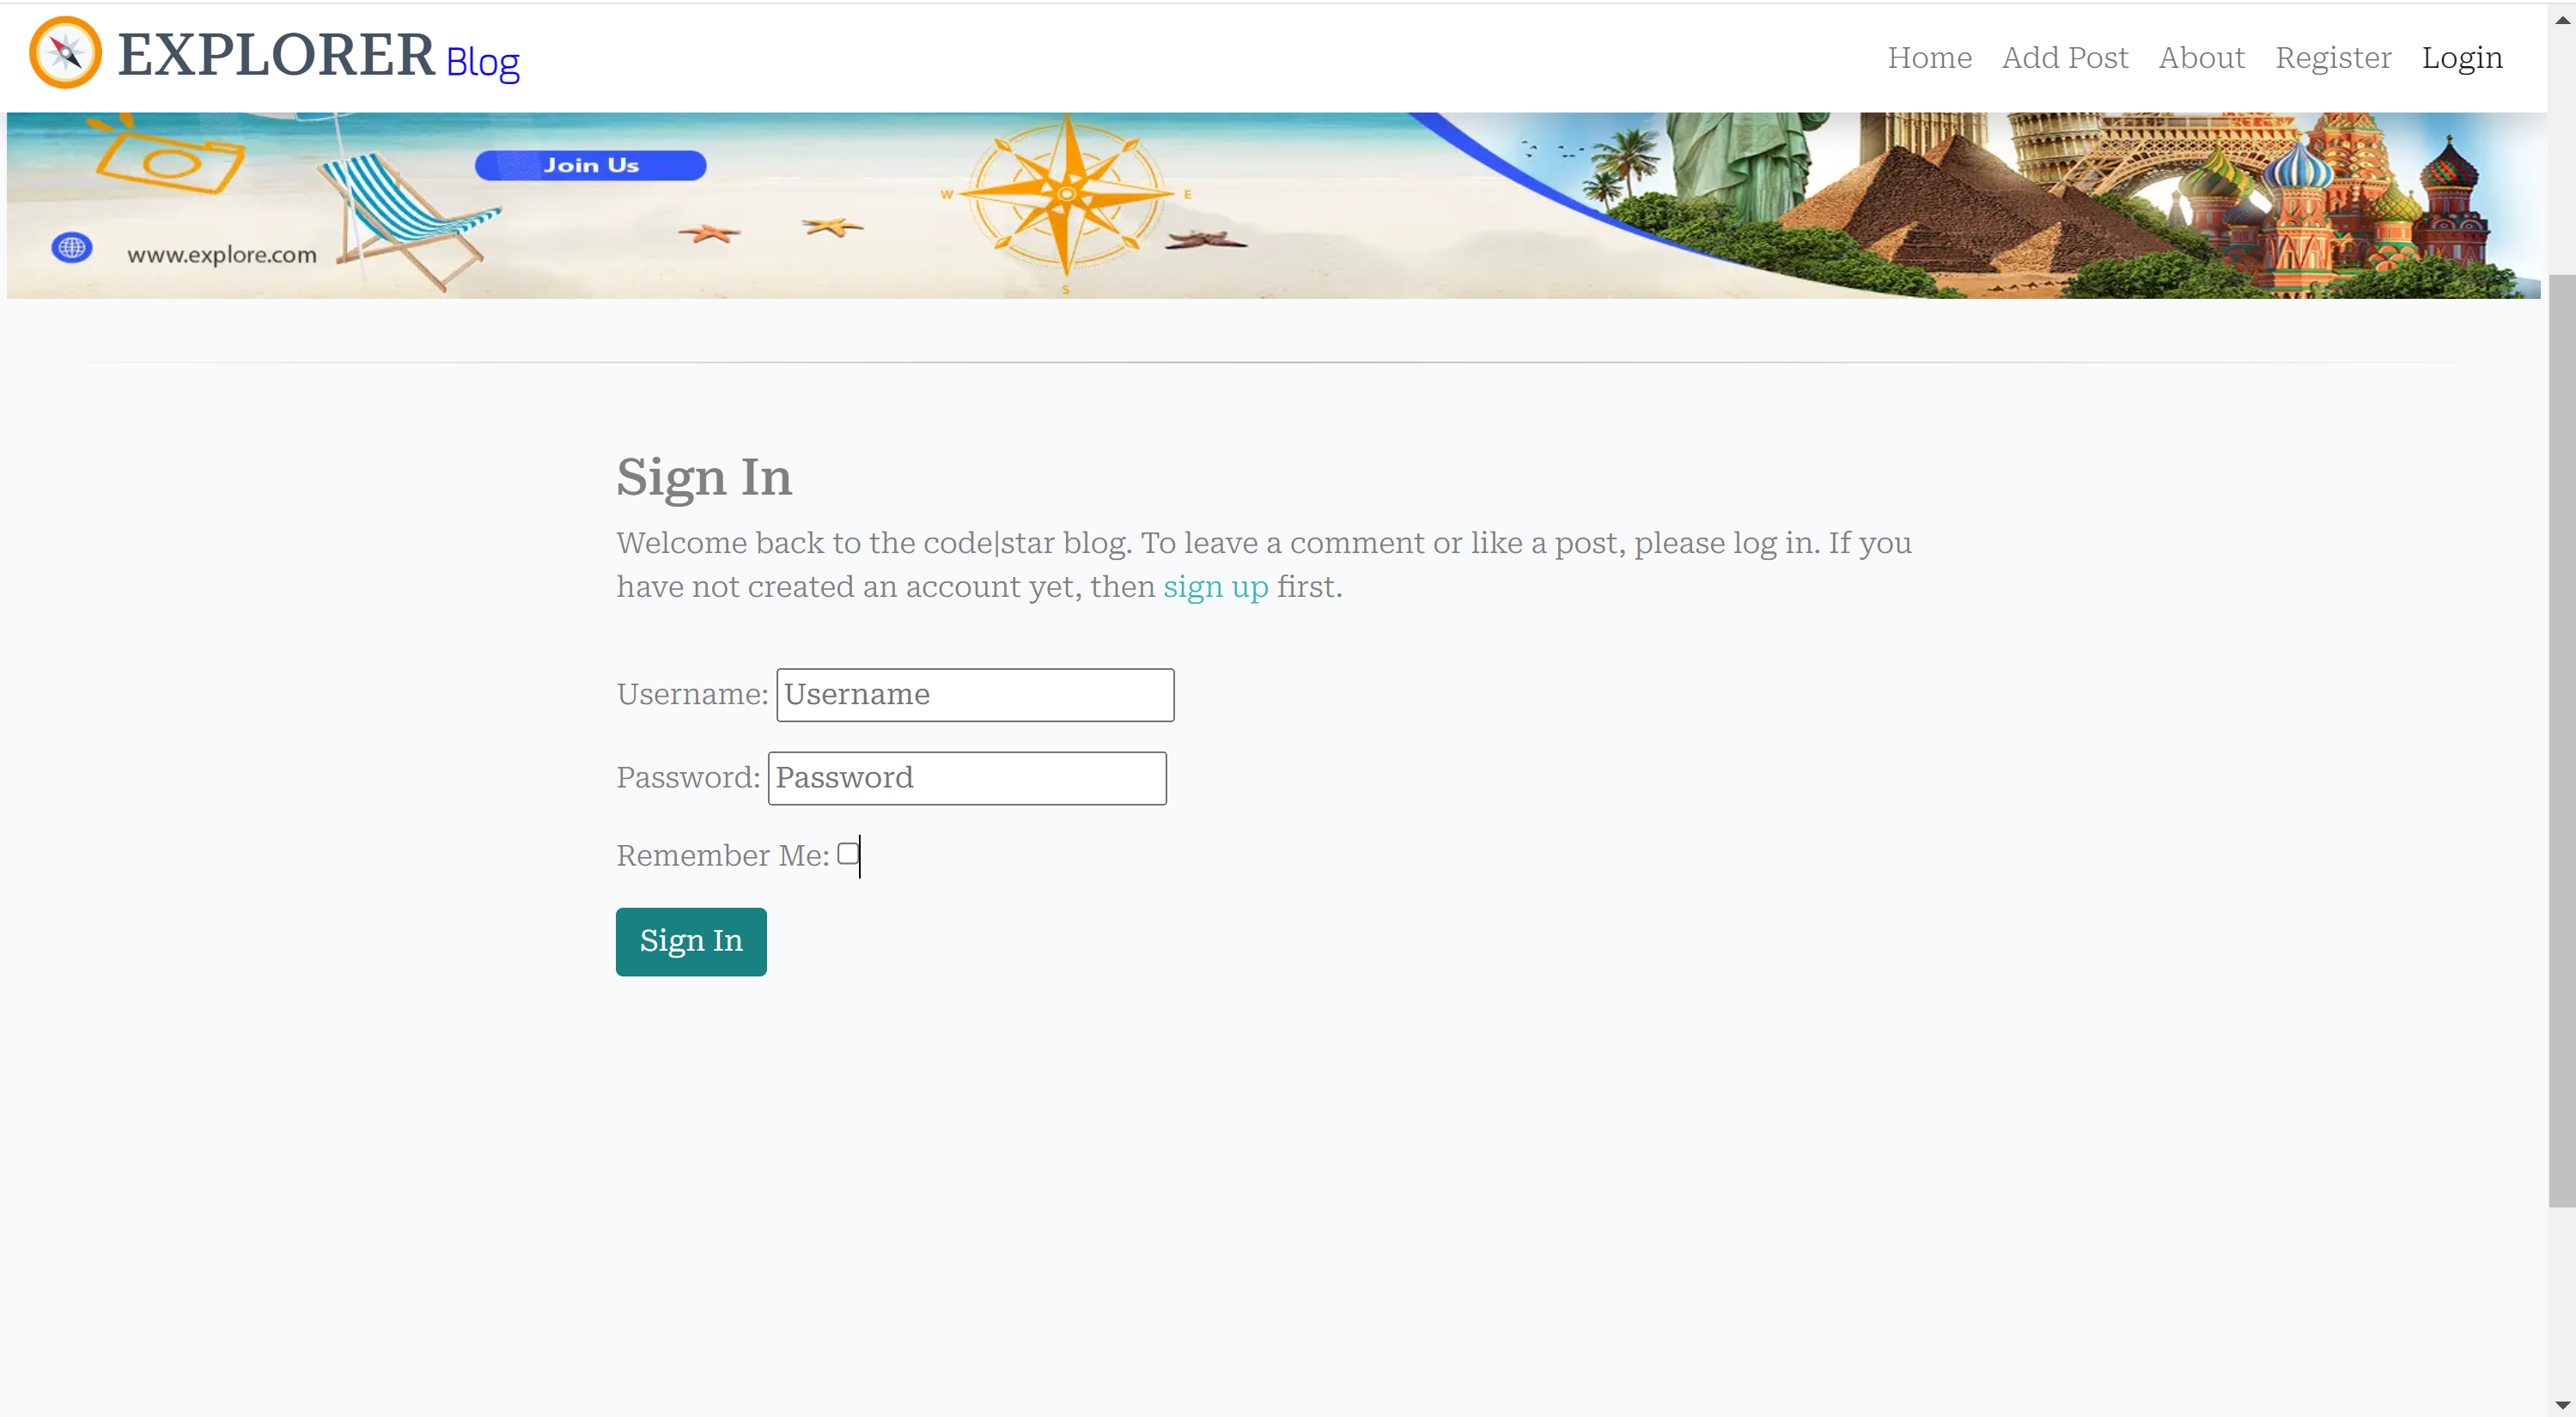 EXPLORER Blog
Home Add Post About Register Login
Join Us
W E
www.explore.com
S
Sign In
Welcome back to the code|star blog. To leave a comment or like a post, please log in. If you
have not created an account yet, then sign up first.
Username: Username
Password: Password
Remember Me:
Sign In